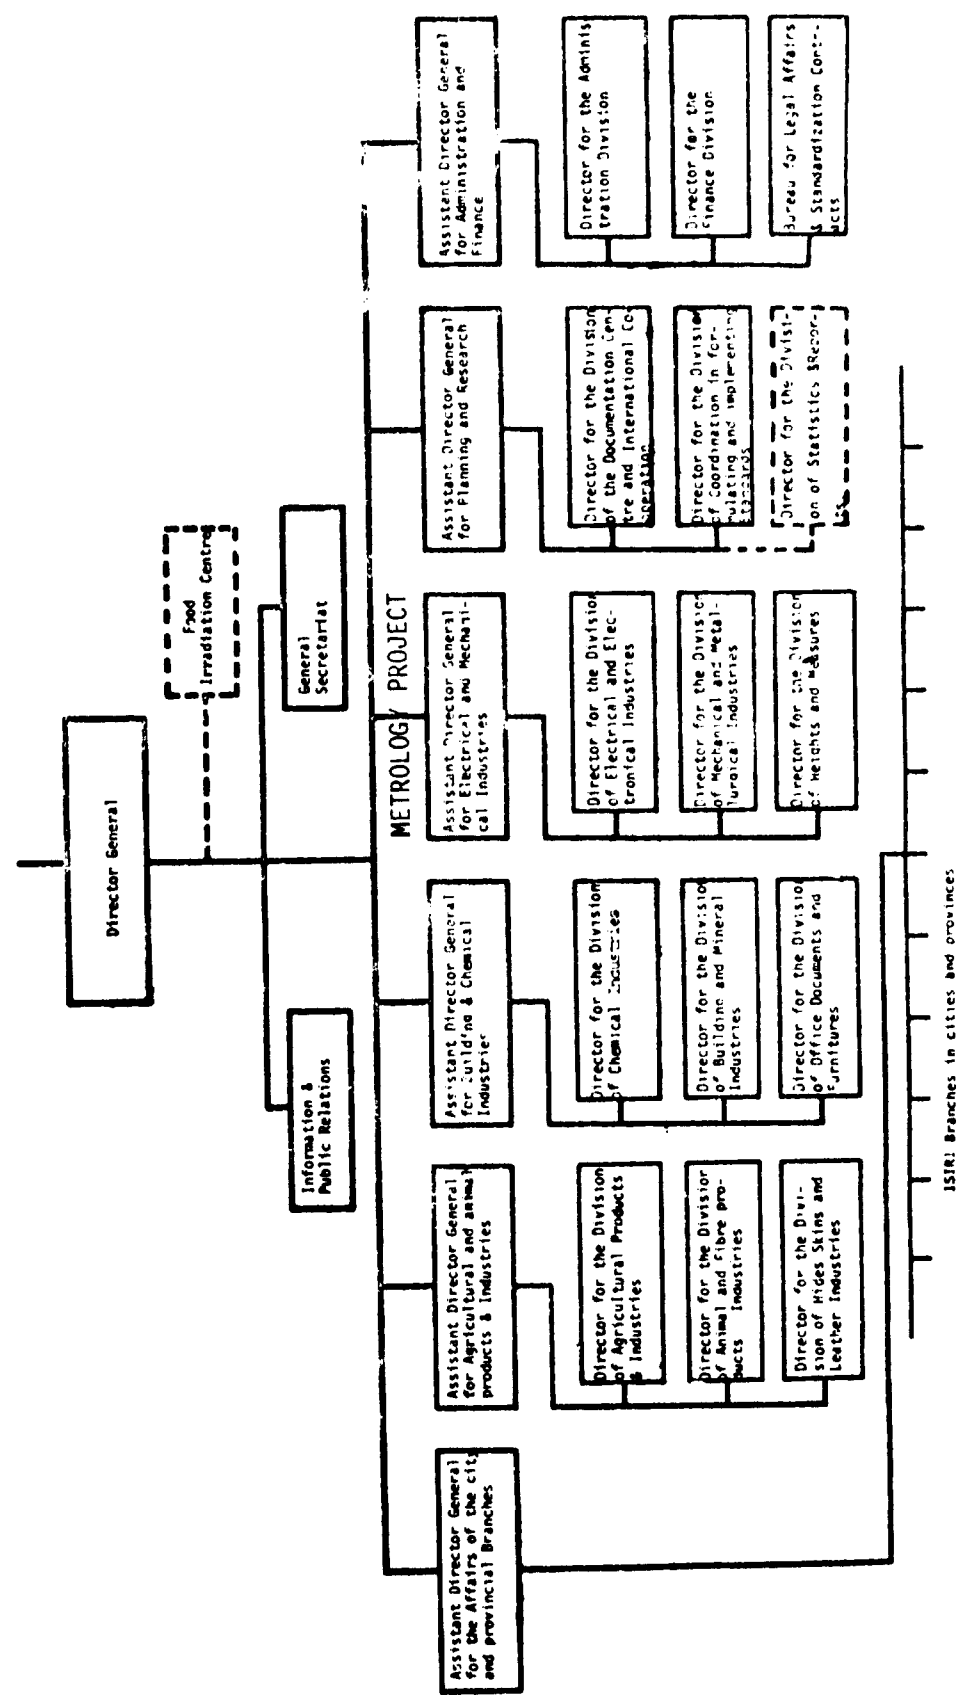 Director General
Food
Irradiation Centre
Information &
Public Relations
General
Secretariat
METROLOGY PROJECT
Assistant Director General
for the Affairs of the city
and provincial Branches
Assistant Director General
for Agricultural and animal
products & Industries
Assistant Director General
for Building & Chemical
Industries
Assistant Director General
for Electrical and Mechani-
cal Industries
Assistant Director General
for Planning and Research
Assistant Director General
for Administration and
Finance
Director for the Division
of Agricultural Products
& Industries
Director for the Division
of Animal and Fibre pro-
ducts Industries
Director for the Divi-
sion of Hides Skins and
Leather Industries
Director for the Division
of Chemical Industries
Director for the Division
of Building and Mineral
Industries
Director for the Division
of Office Documents and
Furnitures
Director for the Division
of Electrical and Elec-
tronical Industries
Director for the Division
of Mechanical and Metal-
lurgical Industries
Director for the Division
of Weights and Measures
Director for the Division
of the Documentation Cen-
tre and International Co-
operation
Director for the Division
of Coordination in for-
mulating and implementing
Standards
Director for the Divisi-
on of Statistics &Repor-
Director for the Adminis
tration Division
Director for the
Finance Division
Bureau for Legal Affairs
& Standardization Contr-
acts
ISIRI Branches in cities and provinces